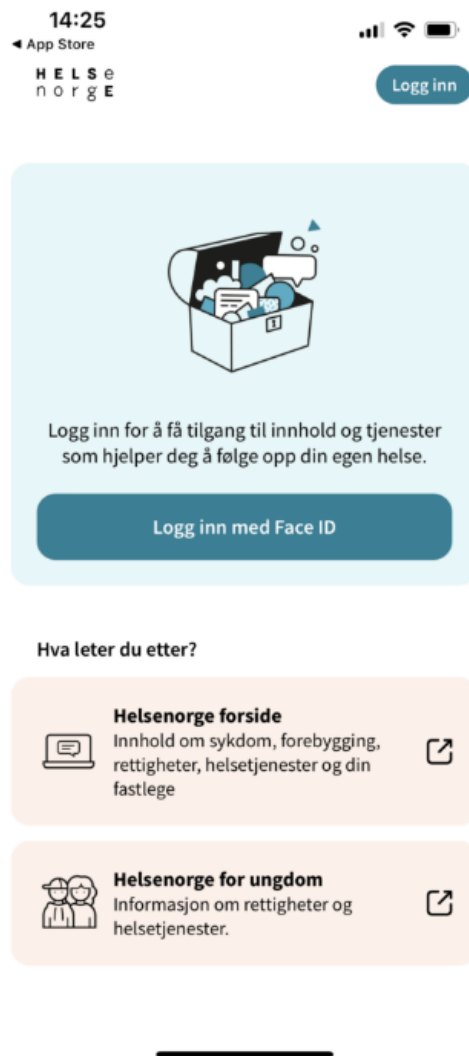 14:25
◀ App Store
HELSe
norgE
Logg inn
Logg inn for å få tilgang til innhold og tjenester
som hjelper deg å følge opp din egen helse.
Logg inn med Face ID
Hva leter du etter?
Helsenorge forside
Innhold om sykdom, forebygging,
rettigheter, helsetjenester og din
fastlege
Helsenorge for ungdom
Informasjon om rettigheter og
helsetjenester.